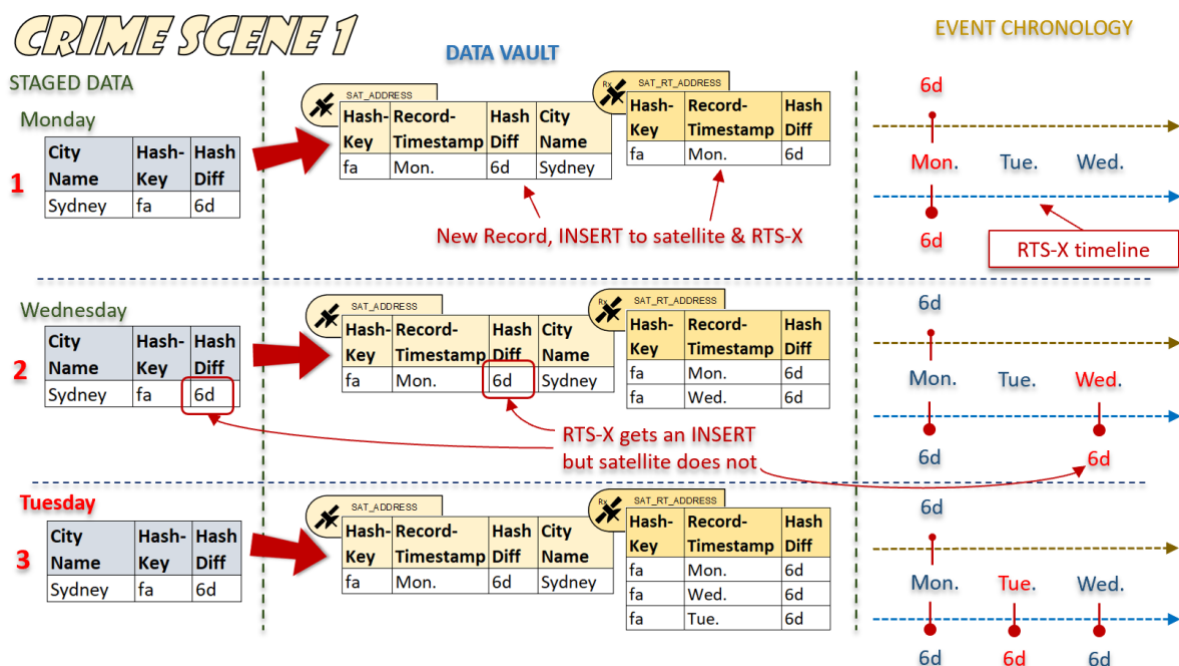 CRIME SCENE 1
EVENT CHRONOLOGY
DATA VAULT
STAGED DATA
Monday
1
City Name Hash-Key Hash Diff
Sydney fa 6d
SAT_ADDRESS
Hash-Key Record-Timestamp Hash Diff City Name
fa Mon. 6d Sydney
Rx SAT_RT_ADDRESS
Hash-Key Record-Timestamp Hash Diff
fa Mon. 6d
New Record, INSERT to satellite & RTS-X
6d
Mon. Tue. Wed.
6d
RTS-X timeline
Wednesday
2
City Name Hash-Key Hash Diff
Sydney fa 6d
SAT_ADDRESS
Hash-Key Record-Timestamp Hash Diff City Name
fa Mon. 6d Sydney
Rx SAT_RT_ADDRESS
Hash-Key Record-Timestamp Hash Diff
fa Mon. 6d
fa Wed. 6d
RTS-X gets an INSERT
but satellite does not
6d
Mon. Tue. Wed.
6d 6d
Tuesday
3
City Name Hash-Key Hash Diff
Sydney fa 6d
SAT_ADDRESS
Hash-Key Record-Timestamp Hash Diff City Name
fa Mon. 6d Sydney
Rx SAT_RT_ADDRESS
Hash-Key Record-Timestamp Hash Diff
fa Mon. 6d
fa Wed. 6d
fa Tue. 6d
6d
Mon. Tue. Wed.
6d 6d 6d